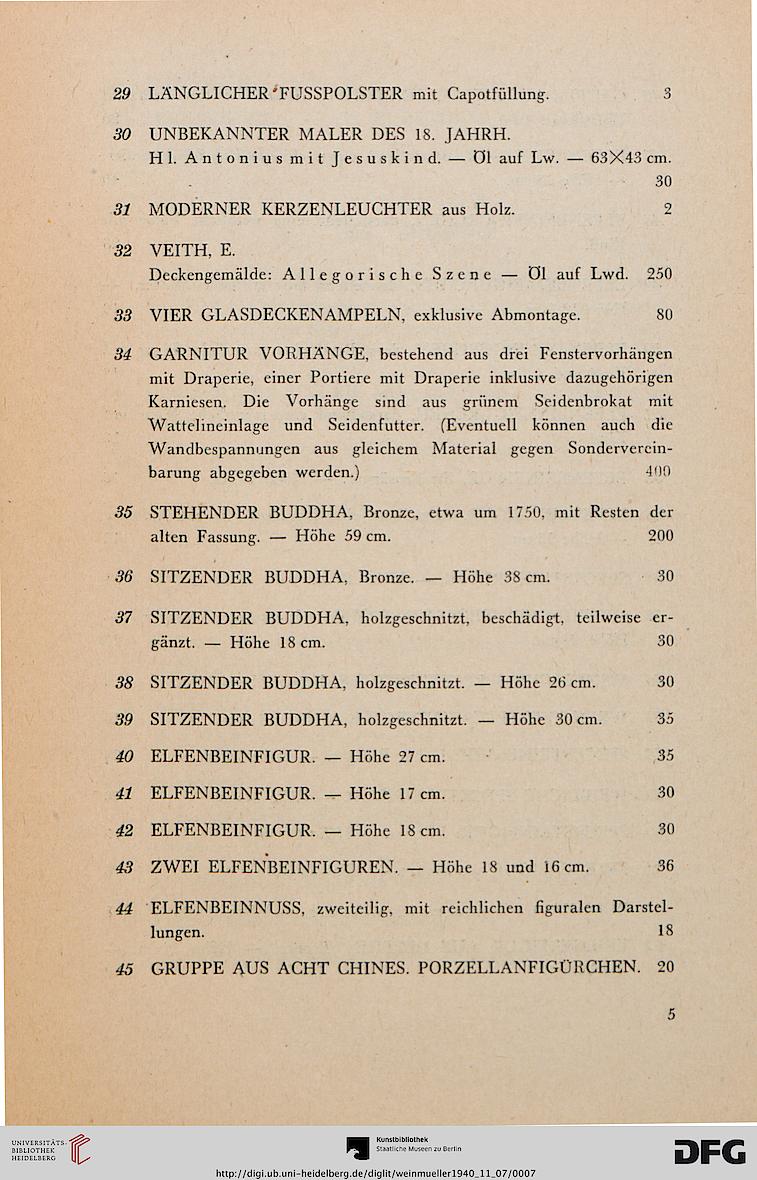 29 LÄNGLICHER FUSSPOLSTER mit Capotfüllung. 3
30 UNBEKANNTER MALER DES 18. JAHRH.
Hl. Antonius mit Jesuskind. — Öl auf Lw. — 63×43 cm.
30
31 MODERNER KERZENLEUCHTER aus Holz. 2
32 VEITH, E.
Deckengemälde: Allegorische Szene — Öl auf Lwd. 250
33 VIER GLASDECKENAMPELN, exklusive Abmontage. 80
34 GARNITUR VORHÄNGE, bestehend aus drei Fenstervorhängen
mit Draperie, einer Portiere mit Draperie inklusive dazugehörigen
Karniesen. Die Vorhänge sind aus grünem Seidenbrokat mit
Wattelineinlage und Seidenfutter. (Eventuell können auch die
Wandbespannungen aus gleichem Material gegen Sonderverein-
barung abgegeben werden.) 400
35 STEHENDER BUDDHA, Bronze, etwa um 1750, mit Resten der
alten Fassung. — Höhe 59 cm. 200
36 SITZENDER BUDDHA, Bronze. — Höhe 38 cm. 30
37 SITZENDER BUDDHA, holzgeschnitzt, beschädigt, teilweise er-
gänzt. — Höhe 18 cm. 30
38 SITZENDER BUDDHA, holzgeschnitzt. — Höhe 26 cm. 30
39 SITZENDER BUDDHA, holzgeschnitzt. — Höhe 30 cm. 35
40 ELFENBEINFIGUR. — Höhe 27 cm. 35
41 ELFENBEINFIGUR. — Höhe 17 cm. 30
42 ELFENBEINFIGUR. — Höhe 18 cm. 30
43 ZWEI ELFENBEINFIGUREN. — Höhe 18 und 16 cm. 36
44 ELFENBEINNUSS, zweiteilig, mit reichlichen figuralen Darstel-
lungen. 18
45 GRUPPE AUS ACHT CHINES. PORZELLANFIGÜRCHEN. 20
5
UNIVERSITÄTS-
BIBLIOTHEK
HEIDELBERG
Kunstbibliothek
Staatliche Museen zu Berlin
DFG
http://digi.ub.uni-heidelberg.de/diglit/weinmueller1940_11_07/0007